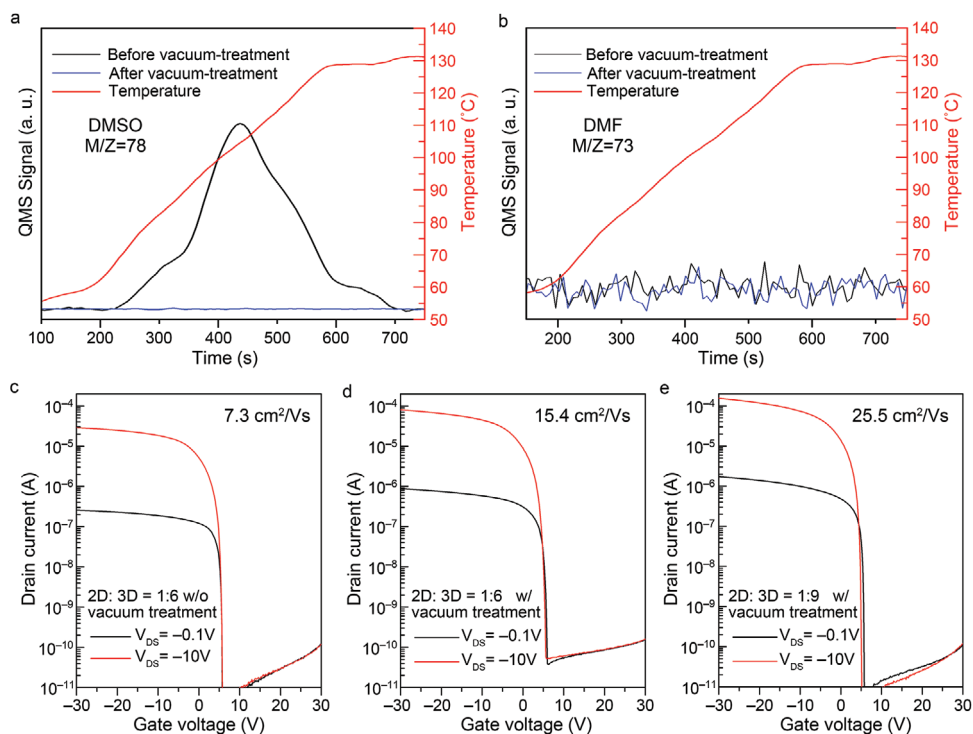 a
Before vacuum-treatment
After vacuum-treatment
Temperature
DMSO
M/Z=78
QMS Signal (a. u.)
100 200 300 400 500 600 700
Time (s)
140
130
120
110
100
90
80
70
60
50
Temperature (˚C)
b
Before vacuum-treatment
After vacuum-treatment
Temperature
DMF
M/Z=73
QMS Signal (a. u.)
200 300 400 500 600 700
Time (s)
140
130
120
110
100
90
80
70
60
50
Temperature (˚C)
c
7.3 cm²/Vs
Drain current (A)
10⁻⁴
10⁻⁵
10⁻⁶
10⁻⁷
10⁻⁸
10⁻⁹
10⁻¹⁰
10⁻¹¹
2D: 3D = 1:6 w/o
vacuum treatment
V_DS= −0.1V
V_DS= −10V
−30 −20 −10 0 10 20 30
Gate voltage (V)
d
15.4 cm²/Vs
Drain current (A)
10⁻⁴
10⁻⁵
10⁻⁶
10⁻⁷
10⁻⁸
10⁻⁹
10⁻¹⁰
10⁻¹¹
2D: 3D = 1:6 w/
vacuum treatment
V_DS= −0.1V
V_DS= −10V
−30 −20 −10 0 10 20 30
Gate voltage (V)
e
25.5 cm²/Vs
Drain current (A)
10⁻⁴
10⁻⁵
10⁻⁶
10⁻⁷
10⁻⁸
10⁻⁹
10⁻¹⁰
10⁻¹¹
2D: 3D = 1:9 w/
vacuum treatment
V_DS= −0.1V
V_DS= −10V
−30 −20 −10 0 10 20 30
Gate voltage (V)